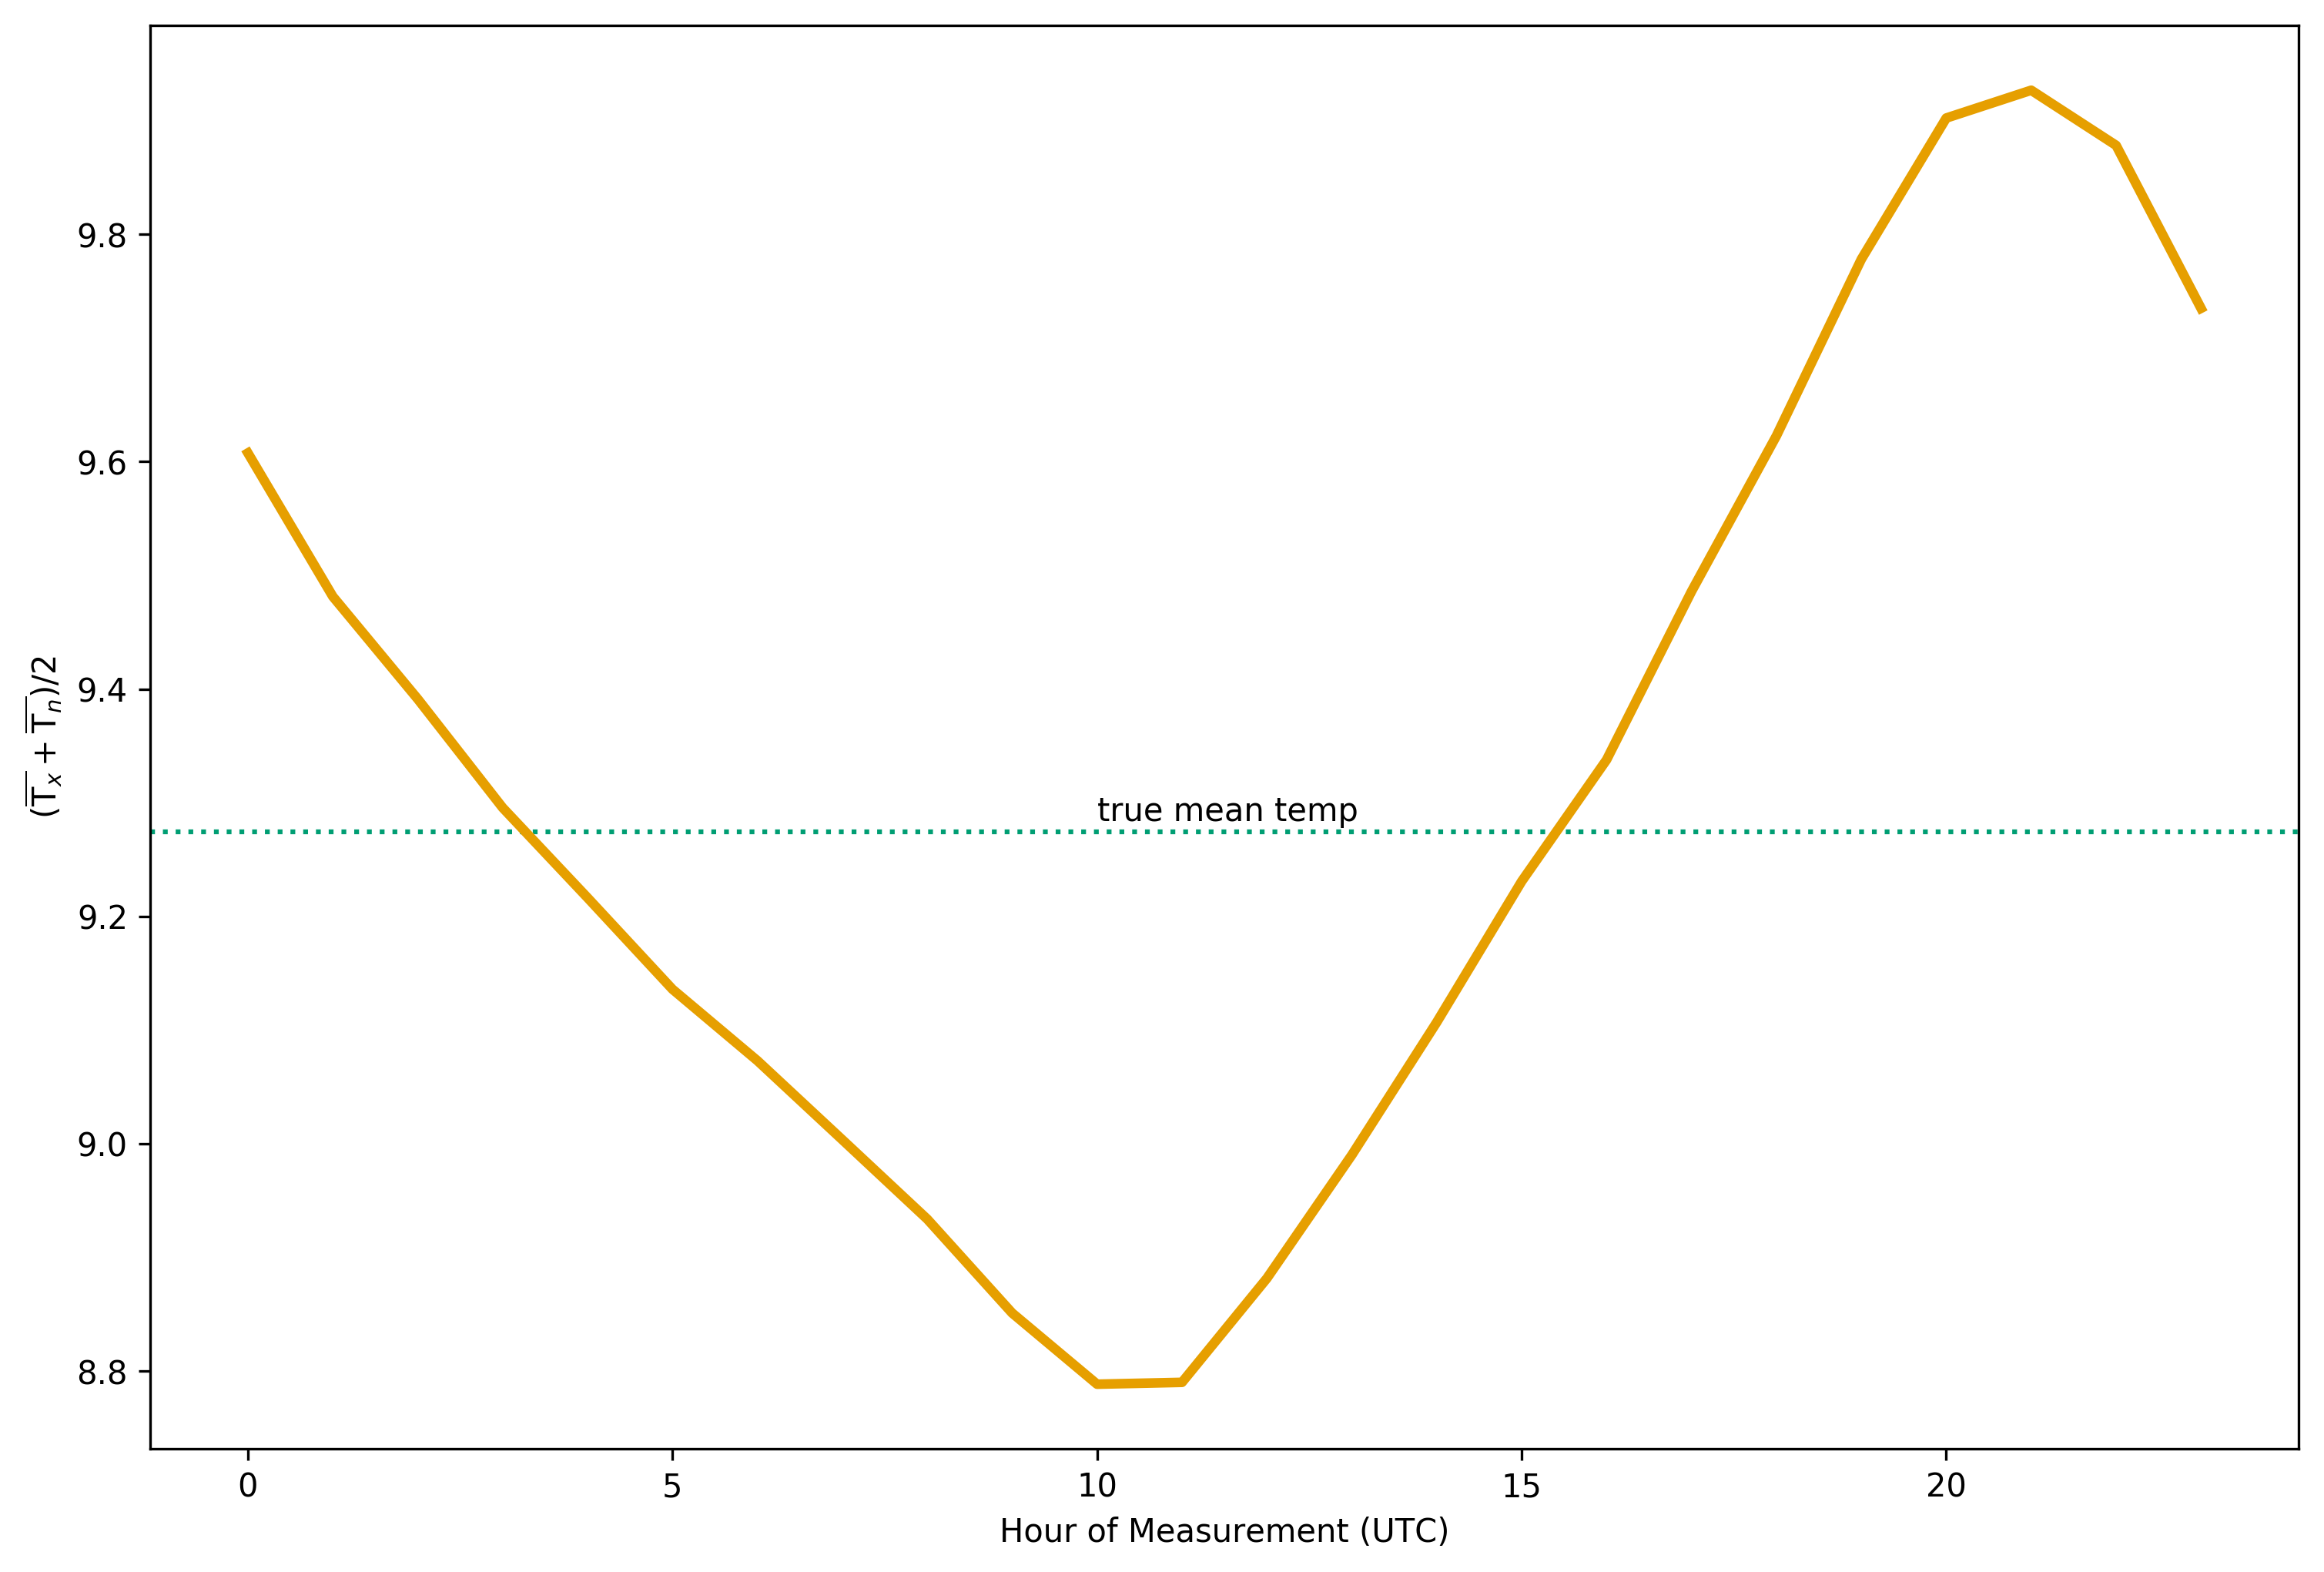 9.8
9.6
9.4
9.2
9.0
8.8
(T̅ₓ + T̅ₙ)/2
true mean temp
0 5 10 15 20
Hour of Measurement (UTC)